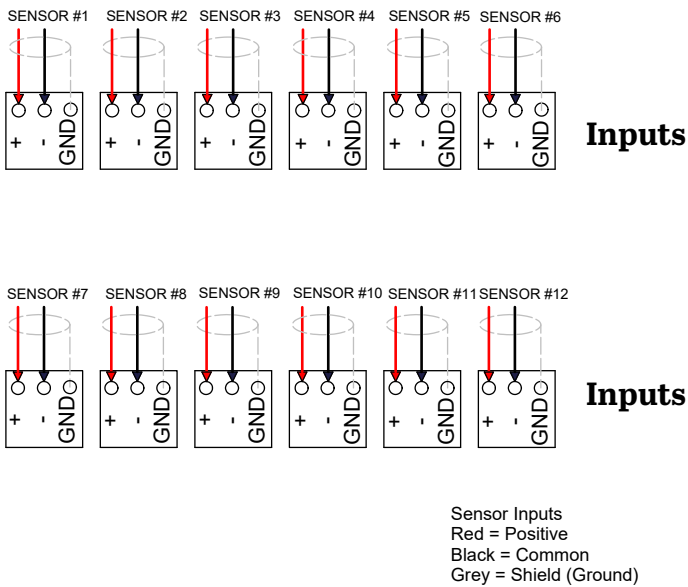 SENSOR #1 SENSOR #2 SENSOR #3 SENSOR #4 SENSOR #5 SENSOR #6
+ - GND + - GND + - GND + - GND + - GND + - GND
Inputs
SENSOR #7 SENSOR #8 SENSOR #9 SENSOR #10 SENSOR #11 SENSOR #12
+ - GND + - GND + - GND + - GND + - GND + - GND
Inputs
Sensor Inputs
Red = Positive
Black = Common
Grey = Shield (Ground)